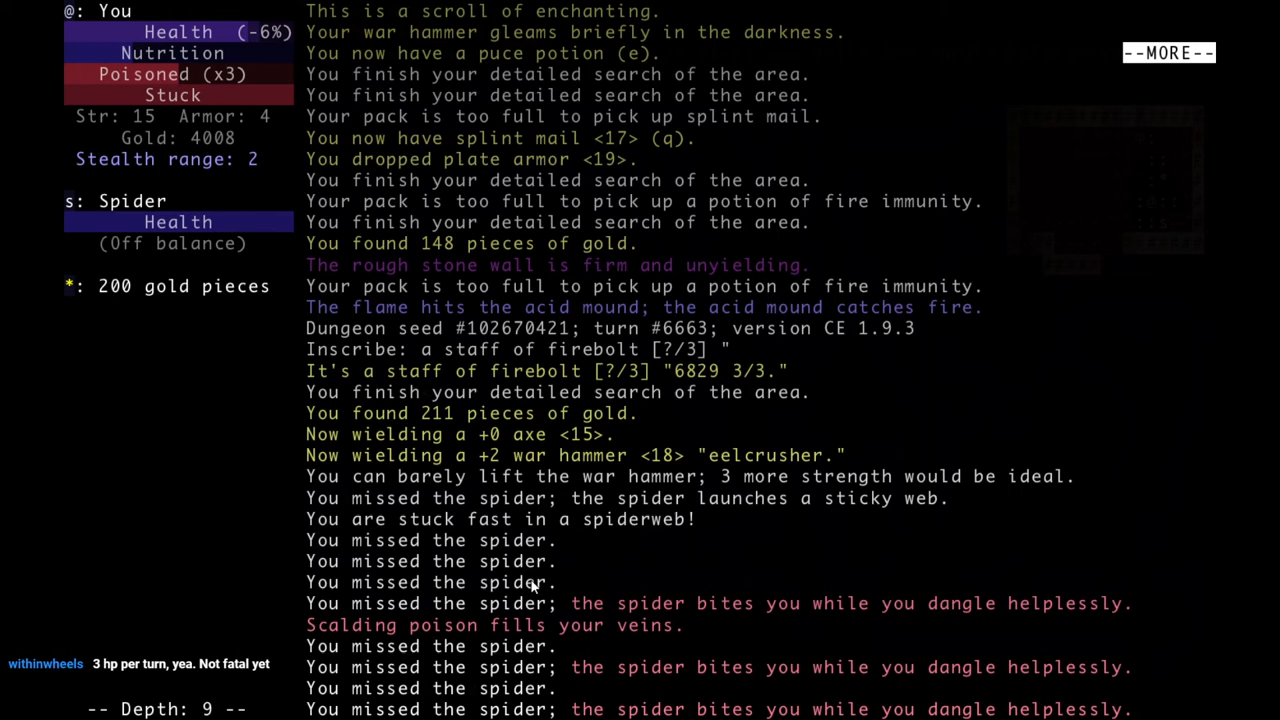 @: You
Health (-6%)
Nutrition
Poisoned (x3)
Stuck
Str: 15 Armor: 4
Gold: 4008
Stealth range: 2
s: Spider
Health
(Off balance)
*: 200 gold pieces
withinwheels 3 hp per turn, yea. Not fatal yet
-- Depth: 9 --
This is a scroll of enchanting.
Your war hammer gleams briefly in the darkness.
You now have a puce potion (e).
You finish your detailed search of the area.
You finish your detailed search of the area.
Your pack is too full to pick up splint mail.
You now have splint mail <17> (q).
You dropped plate armor <19>.
You finish your detailed search of the area.
Your pack is too full to pick up a potion of fire immunity.
You finish your detailed search of the area.
You found 148 pieces of gold.
The rough stone wall is firm and unyielding.
Your pack is too full to pick up a potion of fire immunity.
The flame hits the acid mound; the acid mound catches fire.
Dungeon seed #102670421; turn #6663; version CE 1.9.3
Inscribe: a staff of firebolt [?/3] "
It's a staff of firebolt [?/3] "6829 3/3."
You finish your detailed search of the area.
You found 211 pieces of gold.
Now wielding a +0 axe <15>.
Now wielding a +2 war hammer <18> "eelcrusher."
You can barely lift the war hammer; 3 more strength would be ideal.
You missed the spider; the spider launches a sticky web.
You are stuck fast in a spiderweb!
You missed the spider.
You missed the spider.
You missed the spider.
You missed the spider; the spider bites you while you dangle helplessly.
Scalding poison fills your veins.
You missed the spider.
You missed the spider; the spider bites you while you dangle helplessly.
You missed the spider.
You missed the spider; the spider bites you while you dangle helplessly.
--MORE--